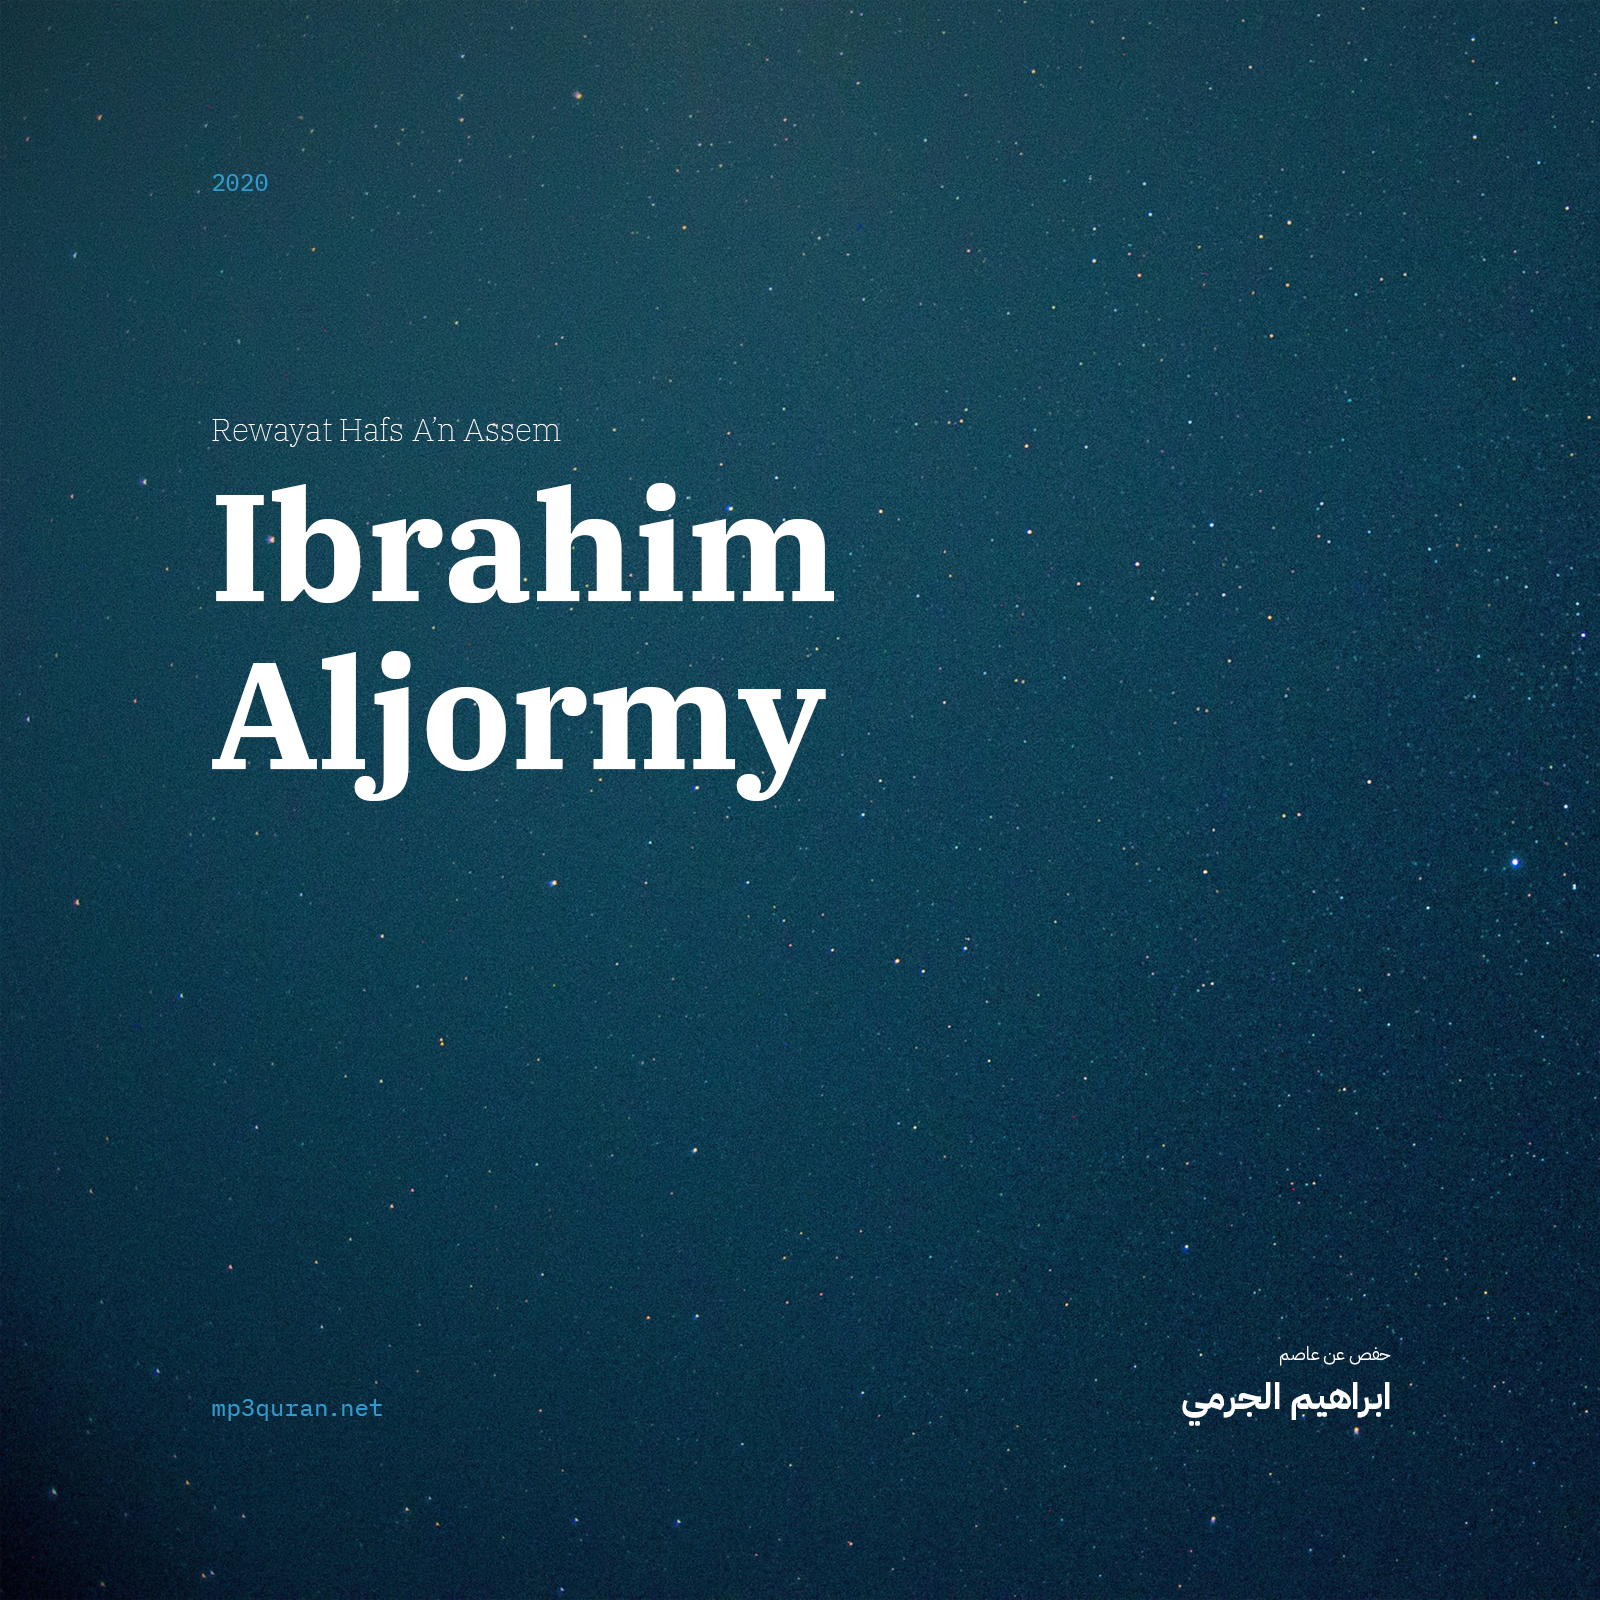 2020
Rewayat Hafs A’n Assem
Ibrahim
Aljormy
حفص عن عاصم
ابراهيم الجرمي
mp3quran.net